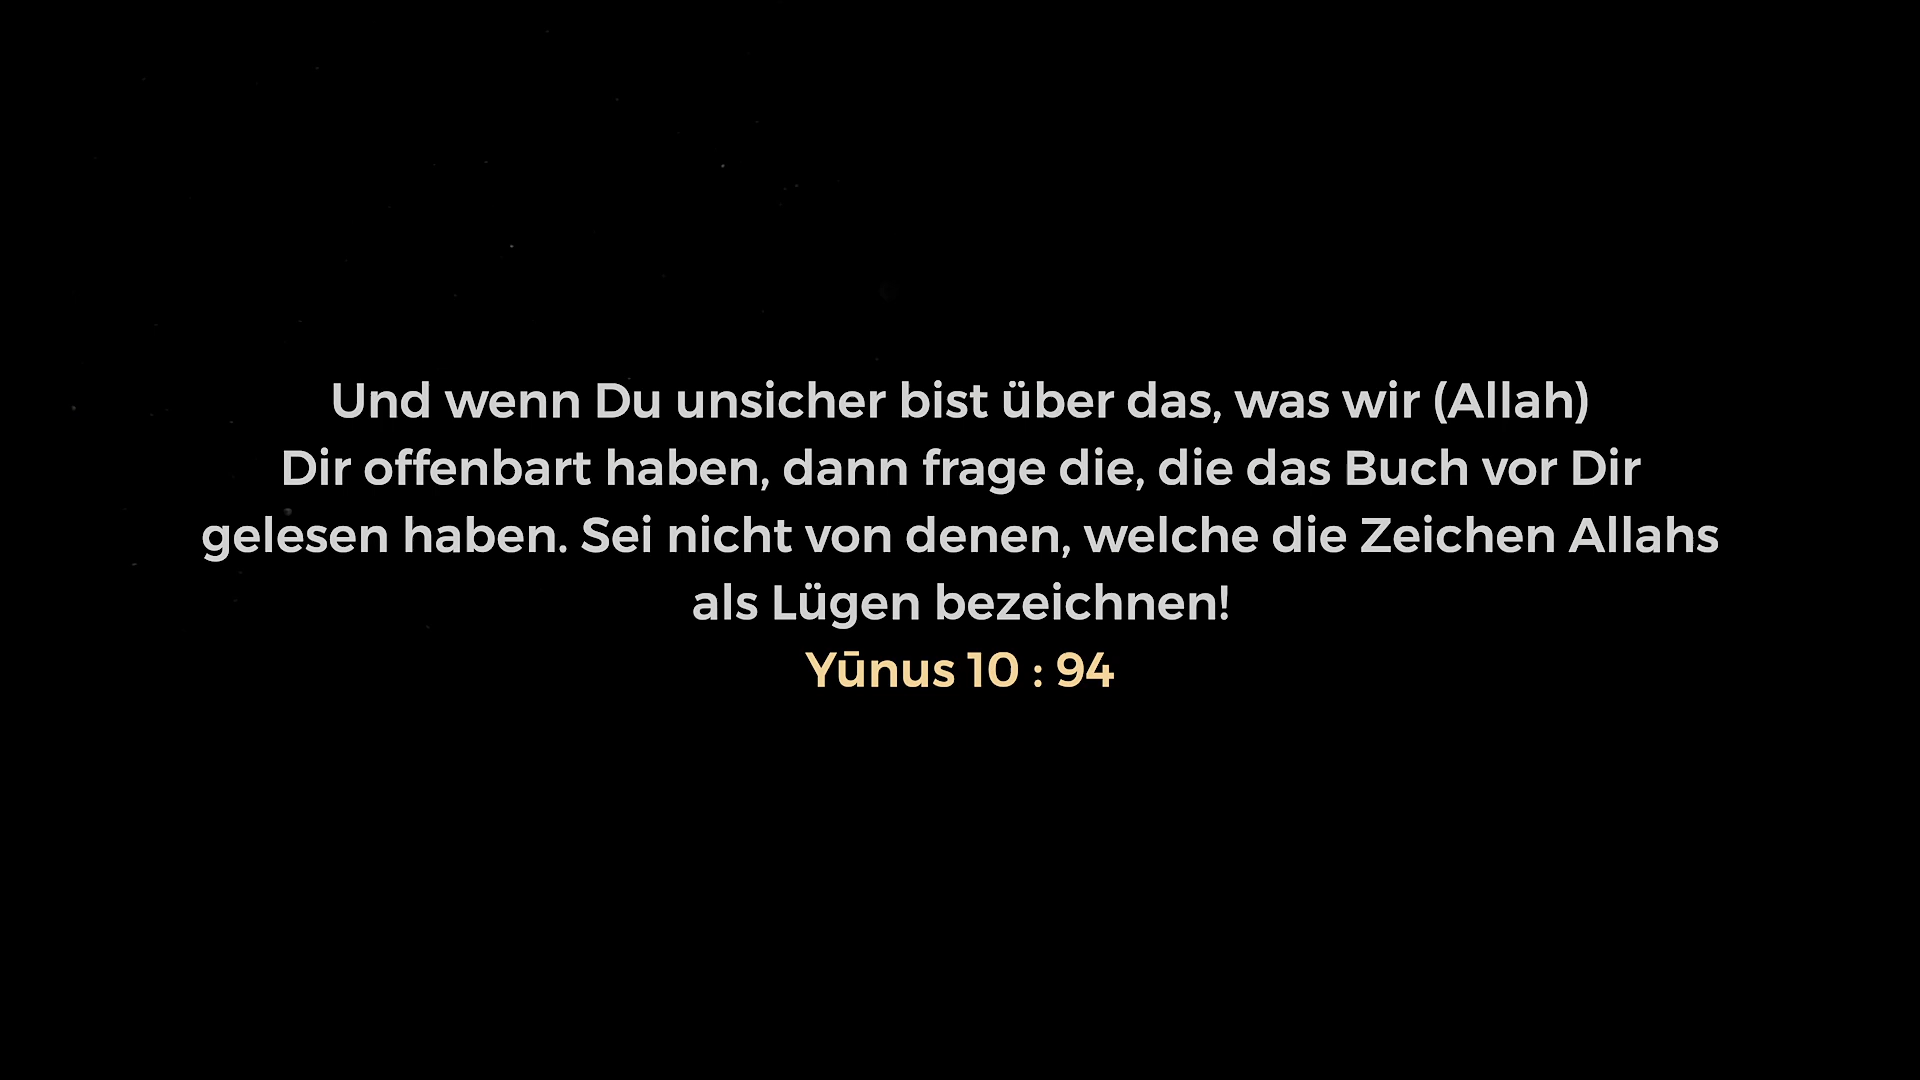 Und wenn Du unsicher bist über das, was wir (Allah)
Dir offenbart haben, dann frage die, die das Buch vor Dir
gelesen haben. Sei nicht von denen, welche die Zeichen Allahs
als Lügen bezeichnen!
Yūnus 10 : 94